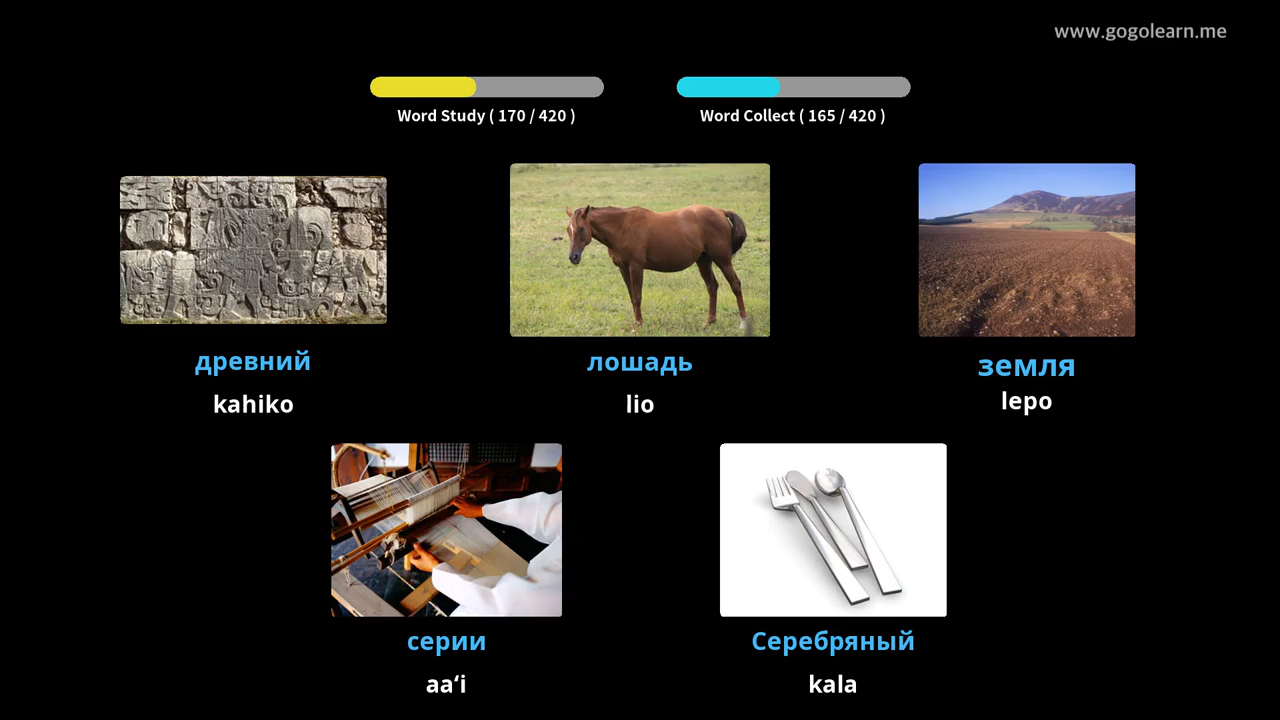 www.gogolearn.me
Word Study ( 170 / 420 )
Word Collect ( 165 / 420 )
древний
лошадь
земля
kahiko
lio
lepo
серии
Серебряный
aaʻi
kala